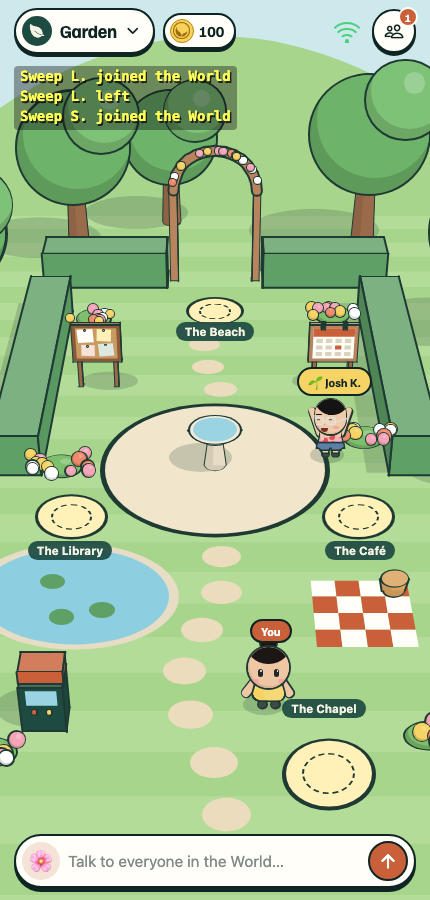 Garden
100
1
Sweep L. joined the World
Sweep L. left
Sweep S. joined the World
The Beach
Josh K.
The Library
The Café
You
The Chapel
Talk to everyone in the World...